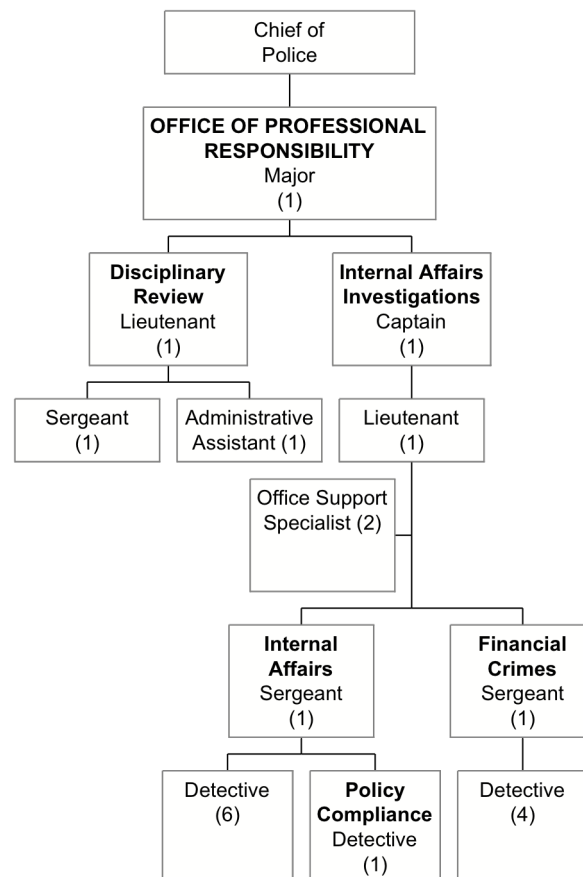 Chief of
Police
OFFICE OF PROFESSIONAL
RESPONSIBILITY
Major
(1)
Disciplinary
Review
Lieutenant
(1)
Internal Affairs
Investigations
Captain
(1)
Sergeant
(1)
Administrative
Assistant (1)
Lieutenant
(1)
Office Support
Specialist (2)
Internal
Affairs
Sergeant
(1)
Financial
Crimes
Sergeant
(1)
Detective
(6)
Policy
Compliance
Detective
(1)
Detective
(4)